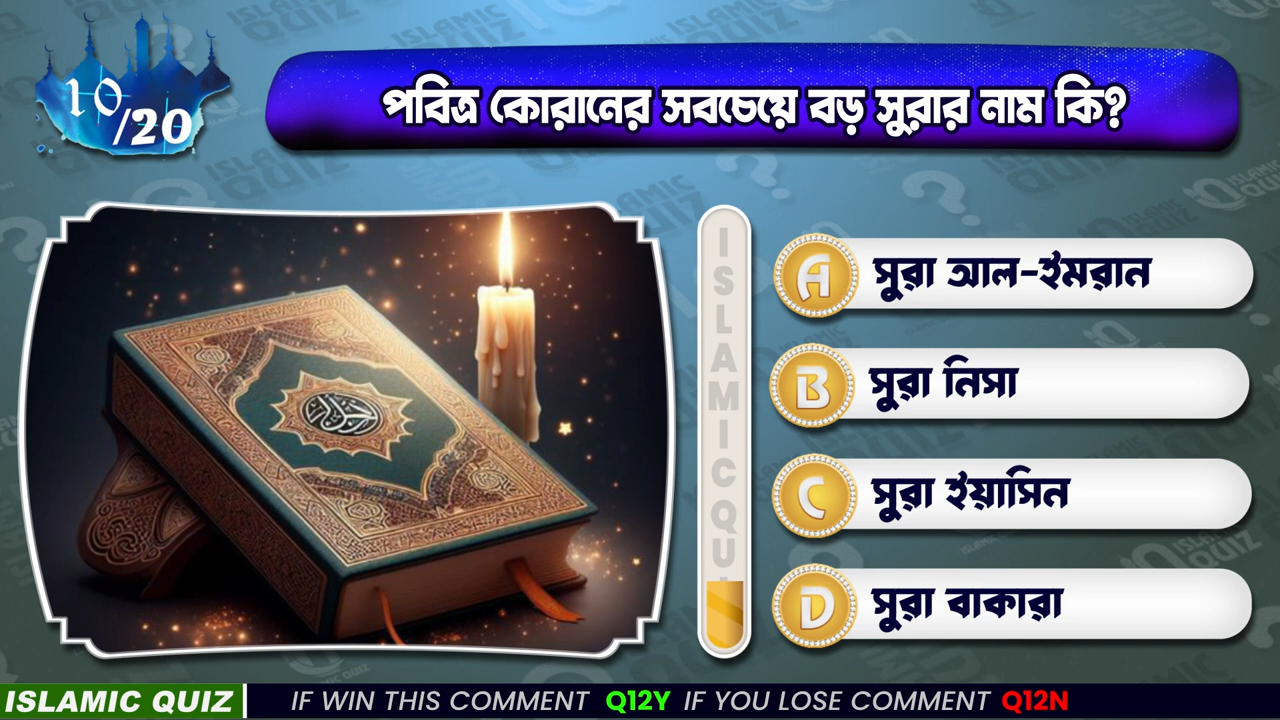 10/20
পবিত্র কোরানের সবচেয়ে বড় সুরার নাম কি?
ISLAMIC QU
A সুরা আল-ইমরান
B সুরা নিসা
C সুরা ইয়াসিন
D সুরা বাকারা
ISLAMIC QUIZ
IF WIN THIS COMMENT Q12Y IF YOU LOSE COMMENT Q12N